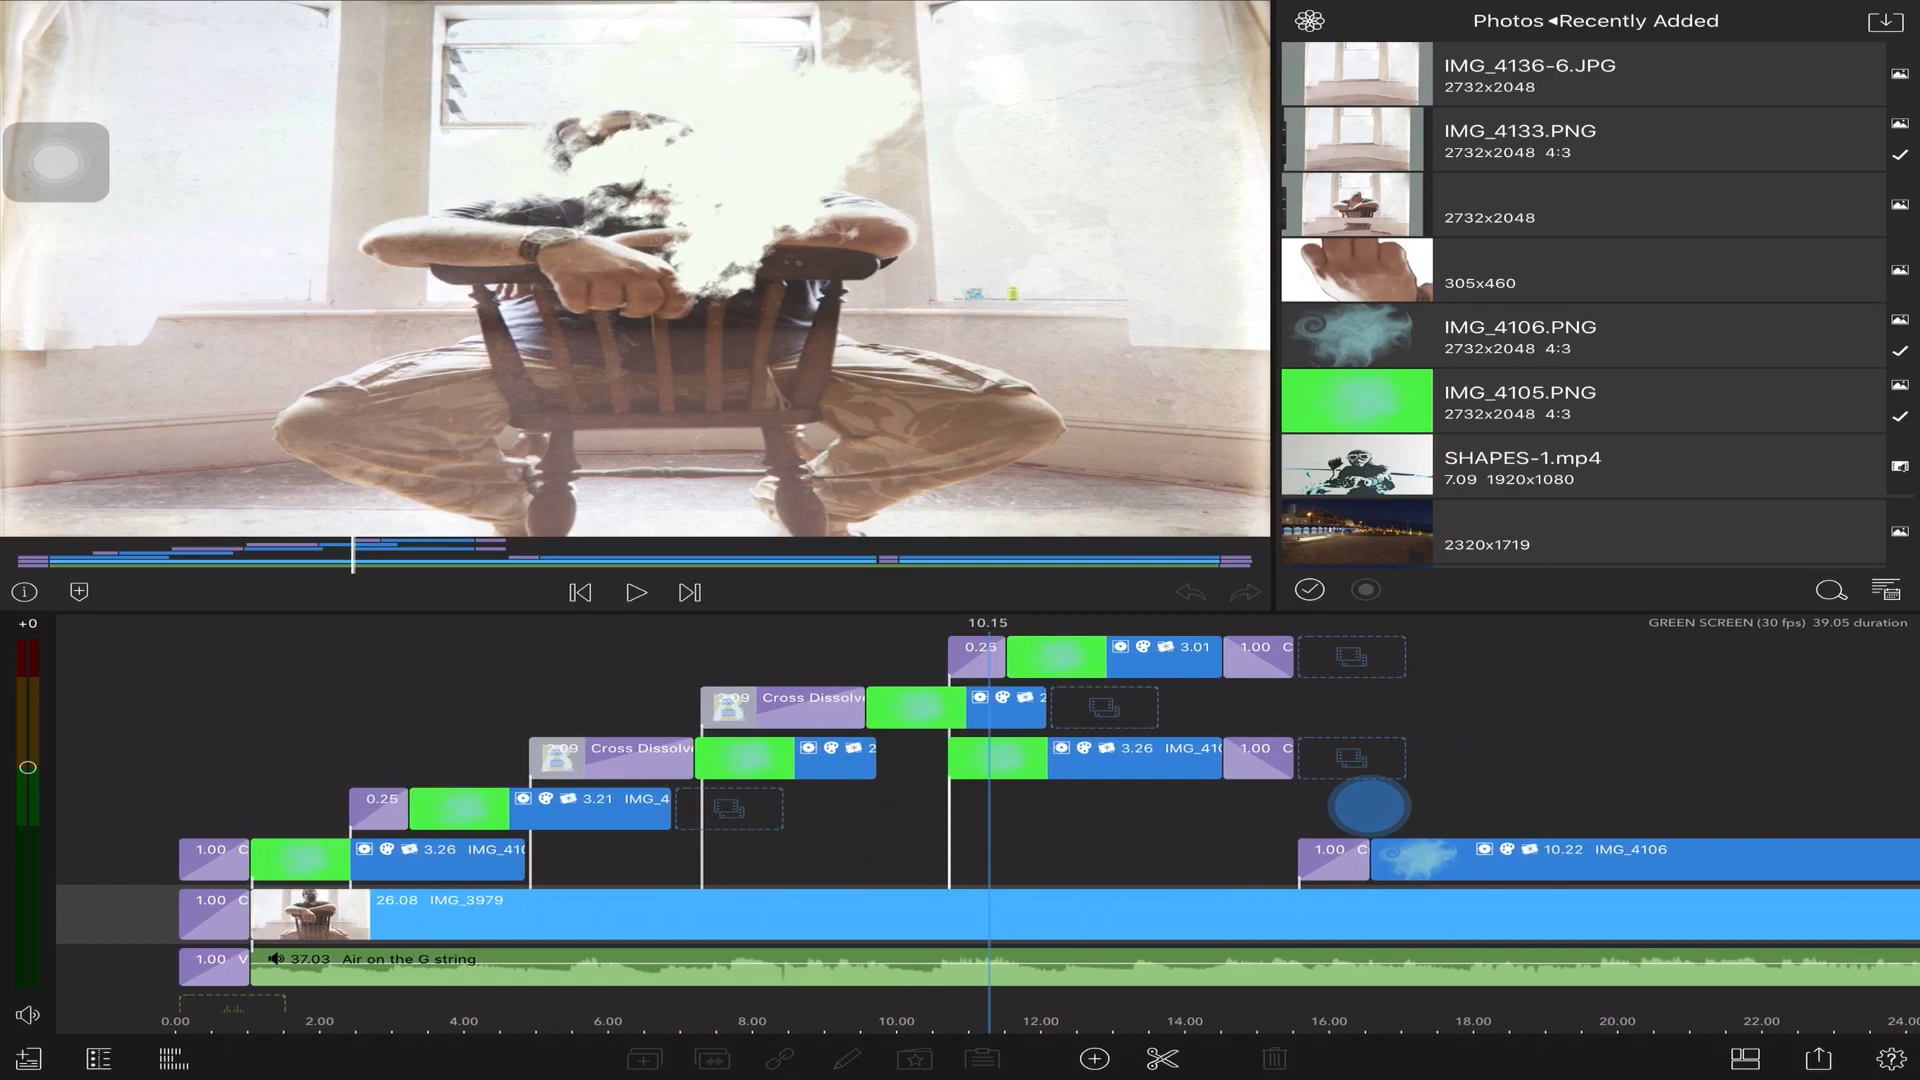 Photos ◂Recently Added
IMG_4136-6.JPG
2732x2048
IMG_4133.PNG
2732x2048 4:3
2732x2048
305x460
IMG_4106.PNG
2732x2048 4:3
IMG_4105.PNG
2732x2048 4:3
SHAPES-1.mp4
7.09 1920x1080
2320x1719
+0
10.15
GREEN SCREEN (30 fps) 39.05 duration
0.25 3.01 1.00 C
2.09 Cross Dissolv 2
2.09 Cross Dissolv 2 3.26 IMG_410 1.00 C
0.25 3.21 IMG_4
1.00 C 3.26 IMG_410 1.00 C 10.22 IMG_4106
1.00 C 26.08 IMG_3979
1.00 V 37.03 Air on the G string
0.00 2.00 4.00 6.00 8.00 10.00 12.00 14.00 16.00 18.00 20.00 22.00 24.00